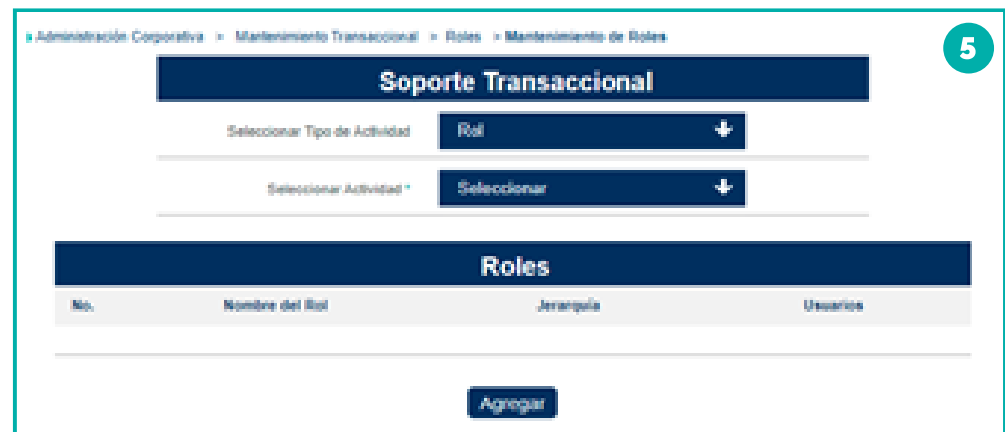 Administración Corporativa > Mantenimiento Transaccional > Roles > Mantenimiento de Roles
5
Soporte Transaccional
Seleccionar Tipo de Actividad Rol
Seleccionar Actividad * Seleccionar
Roles
No. Nombre del Rol Jerarquía Usuarios
Agregar